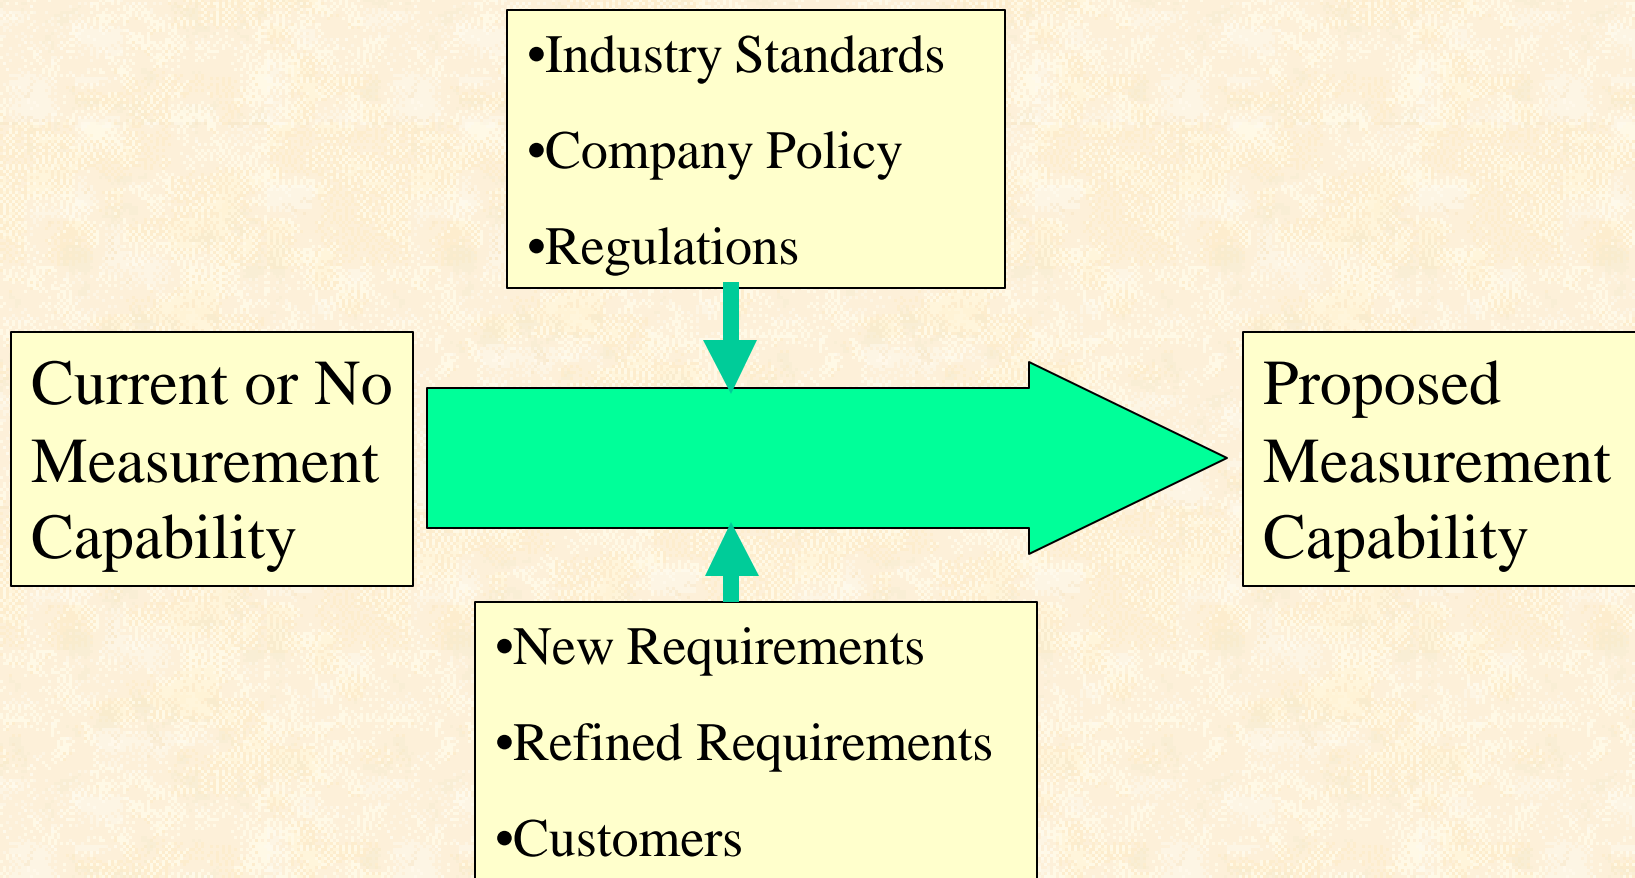 •Industry Standards
•Company Policy
•Regulations
Current or No
Measurement
Capability
Proposed
Measurement
Capability
•New Requirements
•Refined Requirements
•Customers